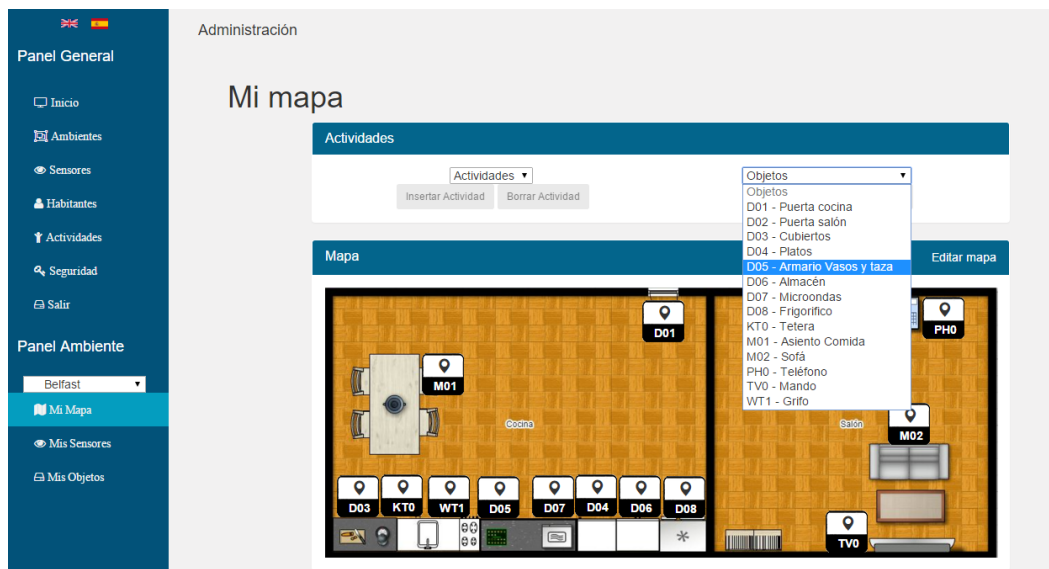 Administración
Panel General
Inicio
Ambientes
Sensores
Habitantes
Actividades
Seguridad
Salir
Panel Ambiente
Belfast
Mi Mapa
Mis Sensores
Mis Objetos
Mi mapa
Actividades
Actividades
Insertar Actividad Borrar Actividad
Objetos
Objetos
D01 - Puerta cocina
D02 - Puerta salón
D03 - Cubiertos
D04 - Platos
D05 - Armario Vasos y taza
D06 - Almacén
D07 - Microondas
D08 - Frigorifico
KT0 - Tetera
M01 - Asiento Comida
M02 - Sofá
PH0 - Teléfono
TV0 - Mando
WT1 - Grifo
Mapa
Editar mapa
D01
PH0
M01
Cocina
Salón
M02
D03 KT0 WT1 D05 D07 D04 D06 D08
TV0